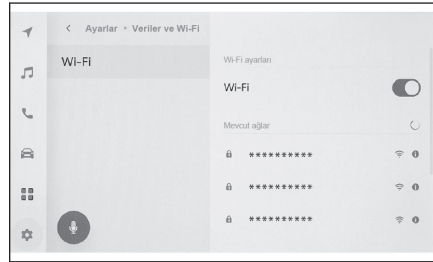 Ayarlar • Veriler ve Wi-Fi
Wi-Fi
Wi-Fi ayarları
Wi-Fi
Mevcut ağlar
**********
**********
**********